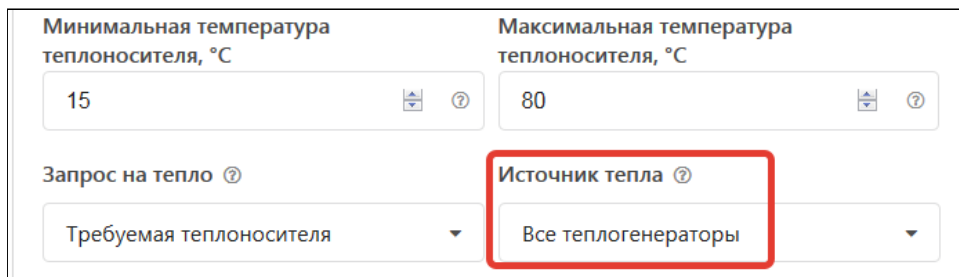 Минимальная температура
теплоносителя, °C
Максимальная температура
теплоносителя, °C
15
80
Запрос на тепло
Источник тепла
Требуемая теплоносителя
Все теплогенераторы